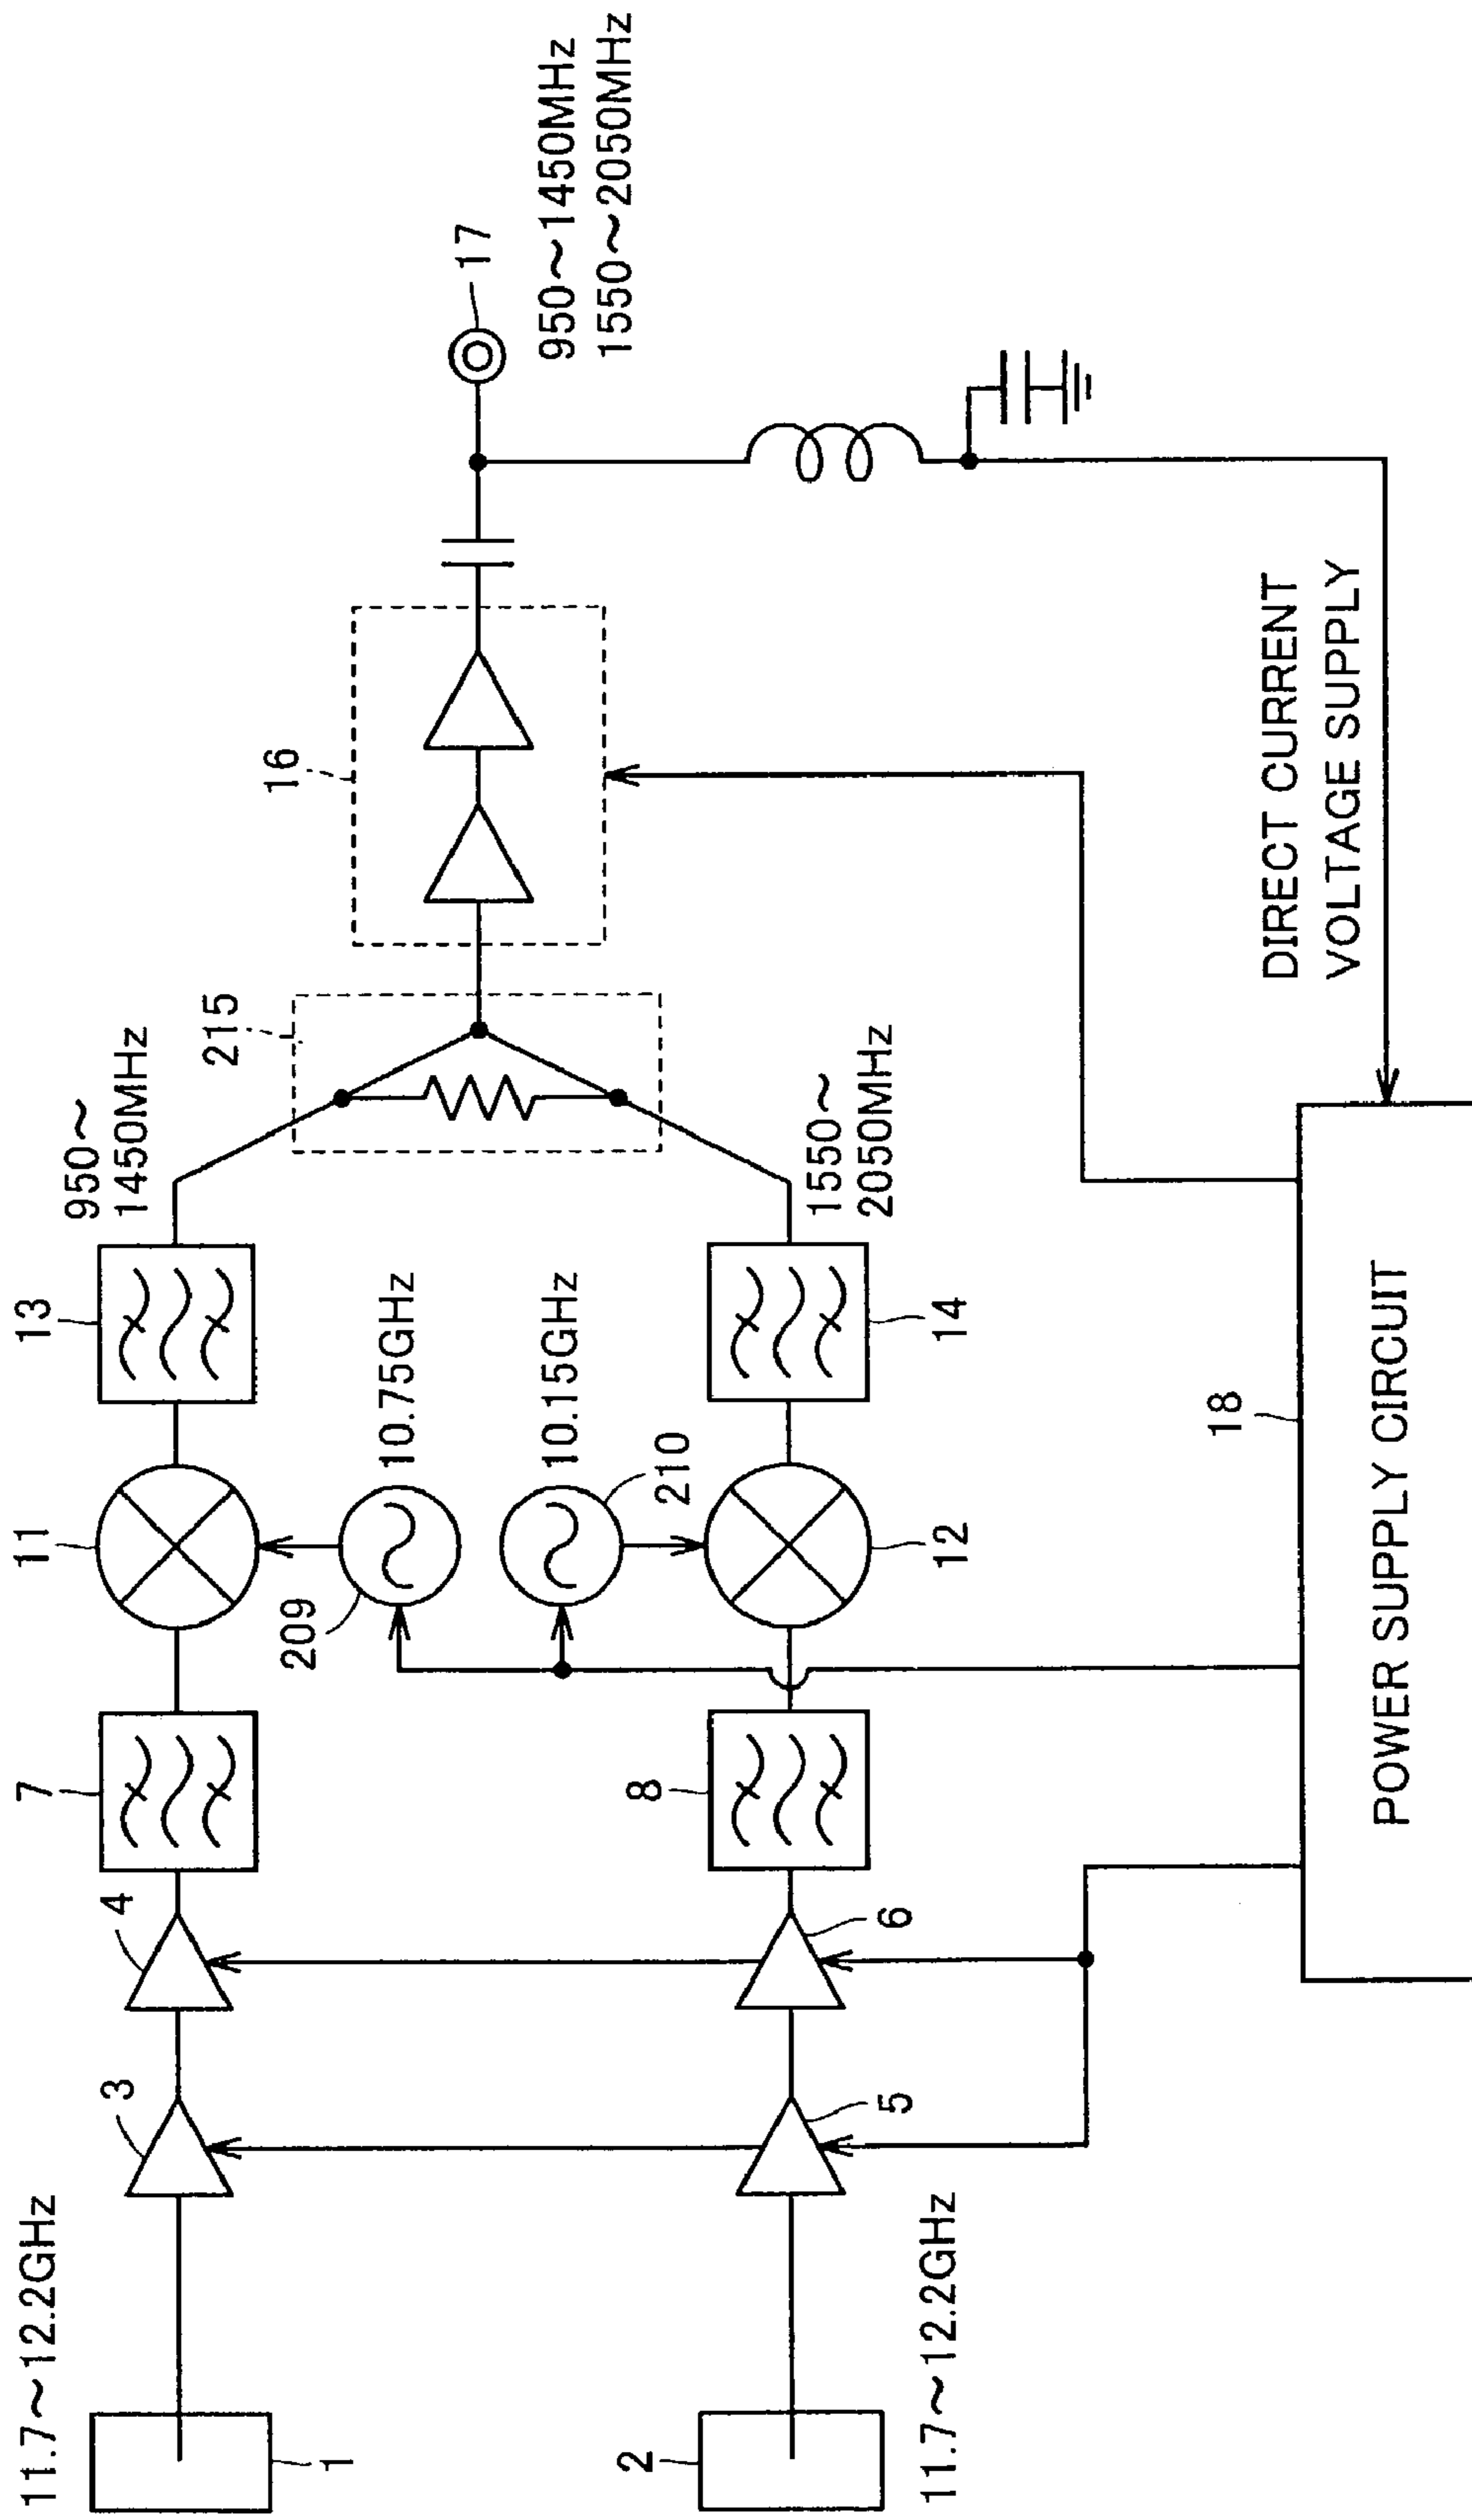 11.7~12.2GHz
1
3
4
7
11
13
950~
1450MHz
209
10.75GHz
215
16
17
950~1450MHz
1550~2050MHz
10.15GHz
210
2
11.7~12.2GHz
5
6
8
12
14
1550~
2050MHz
18
POWER SUPPLY CIRCUIT
DIRECT CURRENT
VOLTAGE SUPPLY